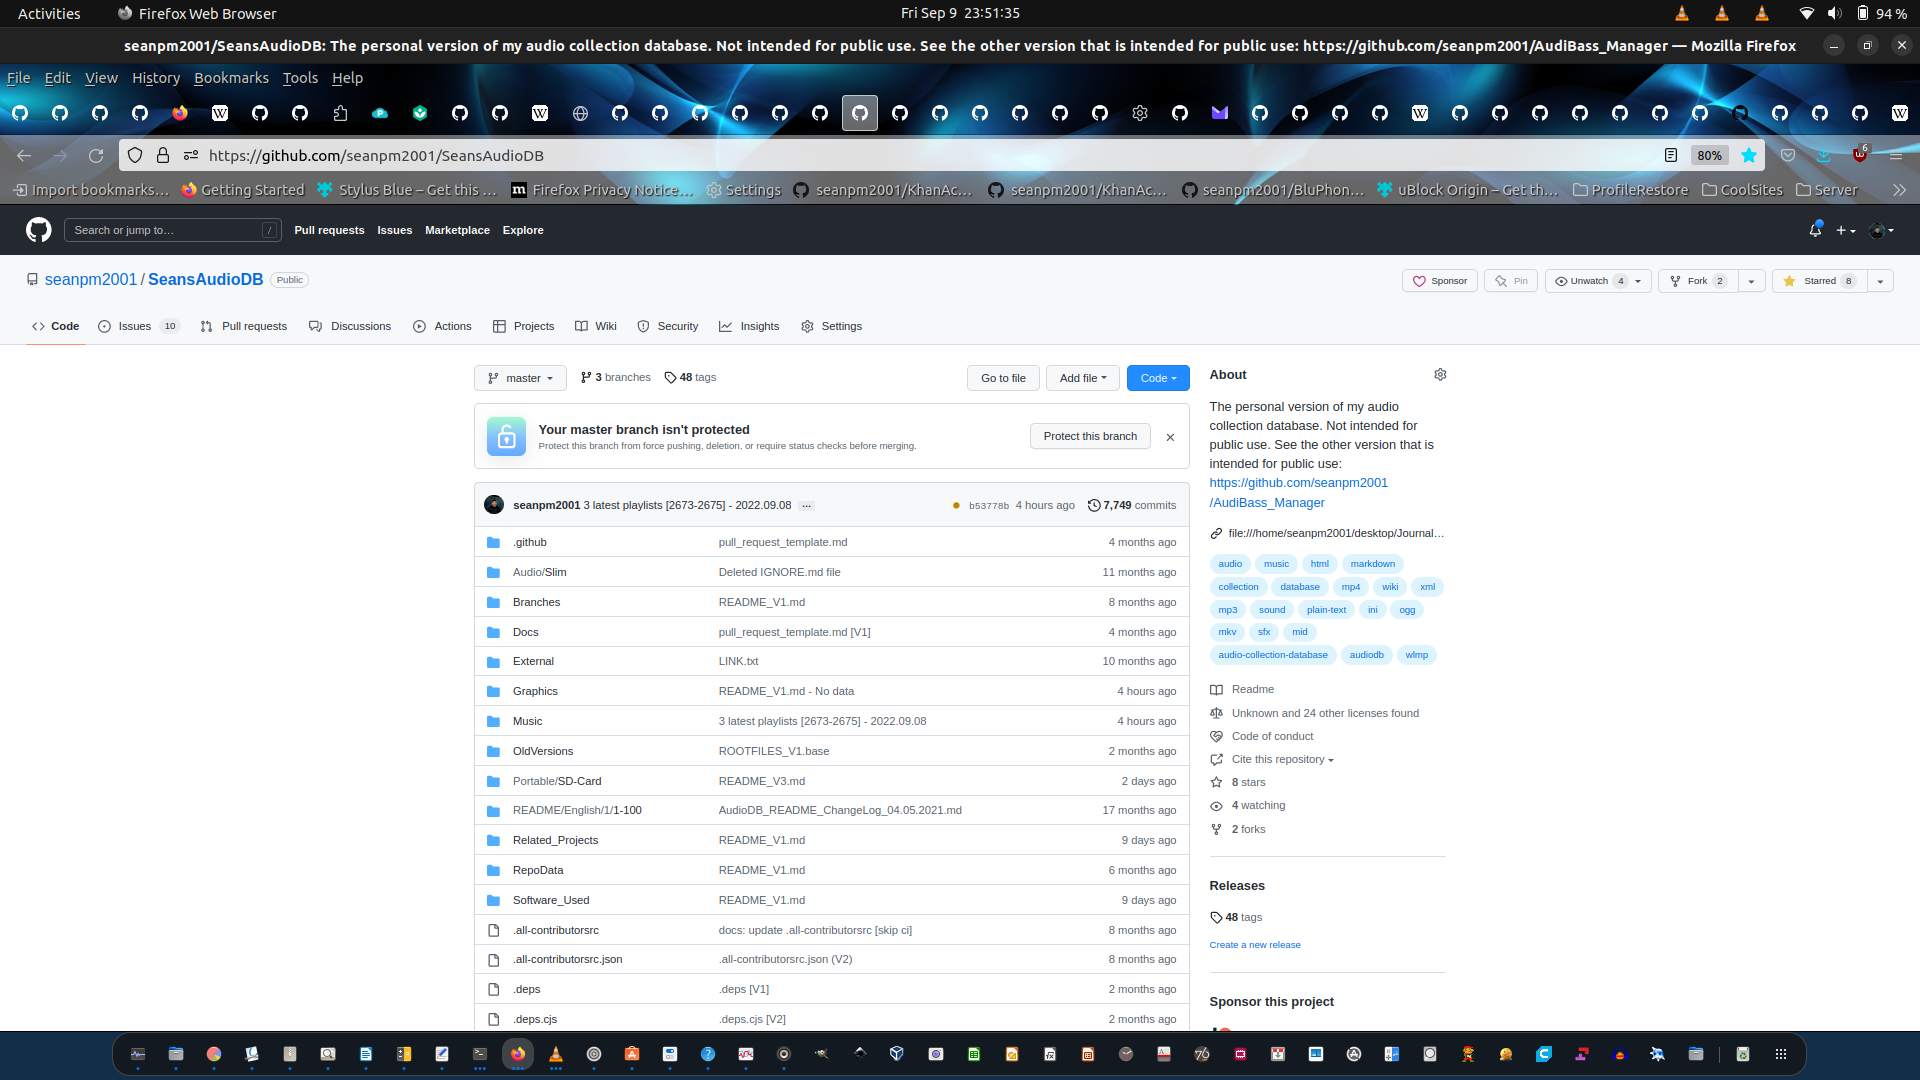 Activities
Firefox Web Browser
Fri Sep 9 23:51:35
94 %
seanpm2001/SeansAudioDB: The personal version of my audio collection database. Not intended for public use. See the other version that is intended for public use: https://github.com/seanpm2001/AudiBass_Manager — Mozilla Firefox
File Edit View History Bookmarks Tools Help
https://github.com/seanpm2001/SeansAudioDB
80%
6
Import bookmarks… Getting Started Stylus Blue – Get this … Firefox Privacy Notice… Settings seanpm2001/KhanAc… seanpm2001/KhanAc… seanpm2001/BluPhon… uBlock Origin – Get th… ProfileRestore CoolSites Server
Search or jump to… /
Pull requests Issues Marketplace Explore
seanpm2001 / SeansAudioDB Public
Sponsor Pin Unwatch 4 Fork 2 Starred 8
Code Issues 10 Pull requests Discussions Actions Projects Wiki Security Insights Settings
master 3 branches 48 tags
Go to file Add file Code
Your master branch isn't protected
Protect this branch from force pushing, deletion, or require status checks before merging.
Protect this branch
seanpm2001 3 latest playlists [2673-2675] - 2022.09.08 … b53778b 4 hours ago 7,749 commits
.github pull_request_template.md 4 months ago
Audio/Slim Deleted IGNORE.md file 11 months ago
Branches README_V1.md 8 months ago
Docs pull_request_template.md [V1] 4 months ago
External LINK.txt 10 months ago
Graphics README_V1.md - No data 4 hours ago
Music 3 latest playlists [2673-2675] - 2022.09.08 4 hours ago
OldVersions ROOTFILES_V1.base 2 months ago
Portable/SD-Card README_V3.md 2 days ago
README/English/1/1-100 AudioDB_README_ChangeLog_04.05.2021.md 17 months ago
Related_Projects README_V1.md 9 days ago
RepoData README_V1.md 6 months ago
Software_Used README_V1.md 9 days ago
.all-contributorsrc docs: update .all-contributorsrc [skip ci] 8 months ago
.all-contributorsrc.json .all-contributorsrc.json (V2) 8 months ago
.deps .deps [V1] 2 months ago
.deps.cjs .deps.cjs [V2] 2 months ago
About
The personal version of my audio
collection database. Not intended for
public use. See the other version that is
intended for public use:
https://github.com/seanpm2001
/AudiBass_Manager
file:///home/seanpm2001/desktop/Journal…
audio music html markdown
collection database mp4 wiki xml
mp3 sound plain-text ini ogg
mkv sfx mid
audio-collection-database audiodb wlmp
Readme
Unknown and 24 other licenses found
Code of conduct
Cite this repository
8 stars
4 watching
2 forks
Releases
48 tags
Create a new release
Sponsor this project